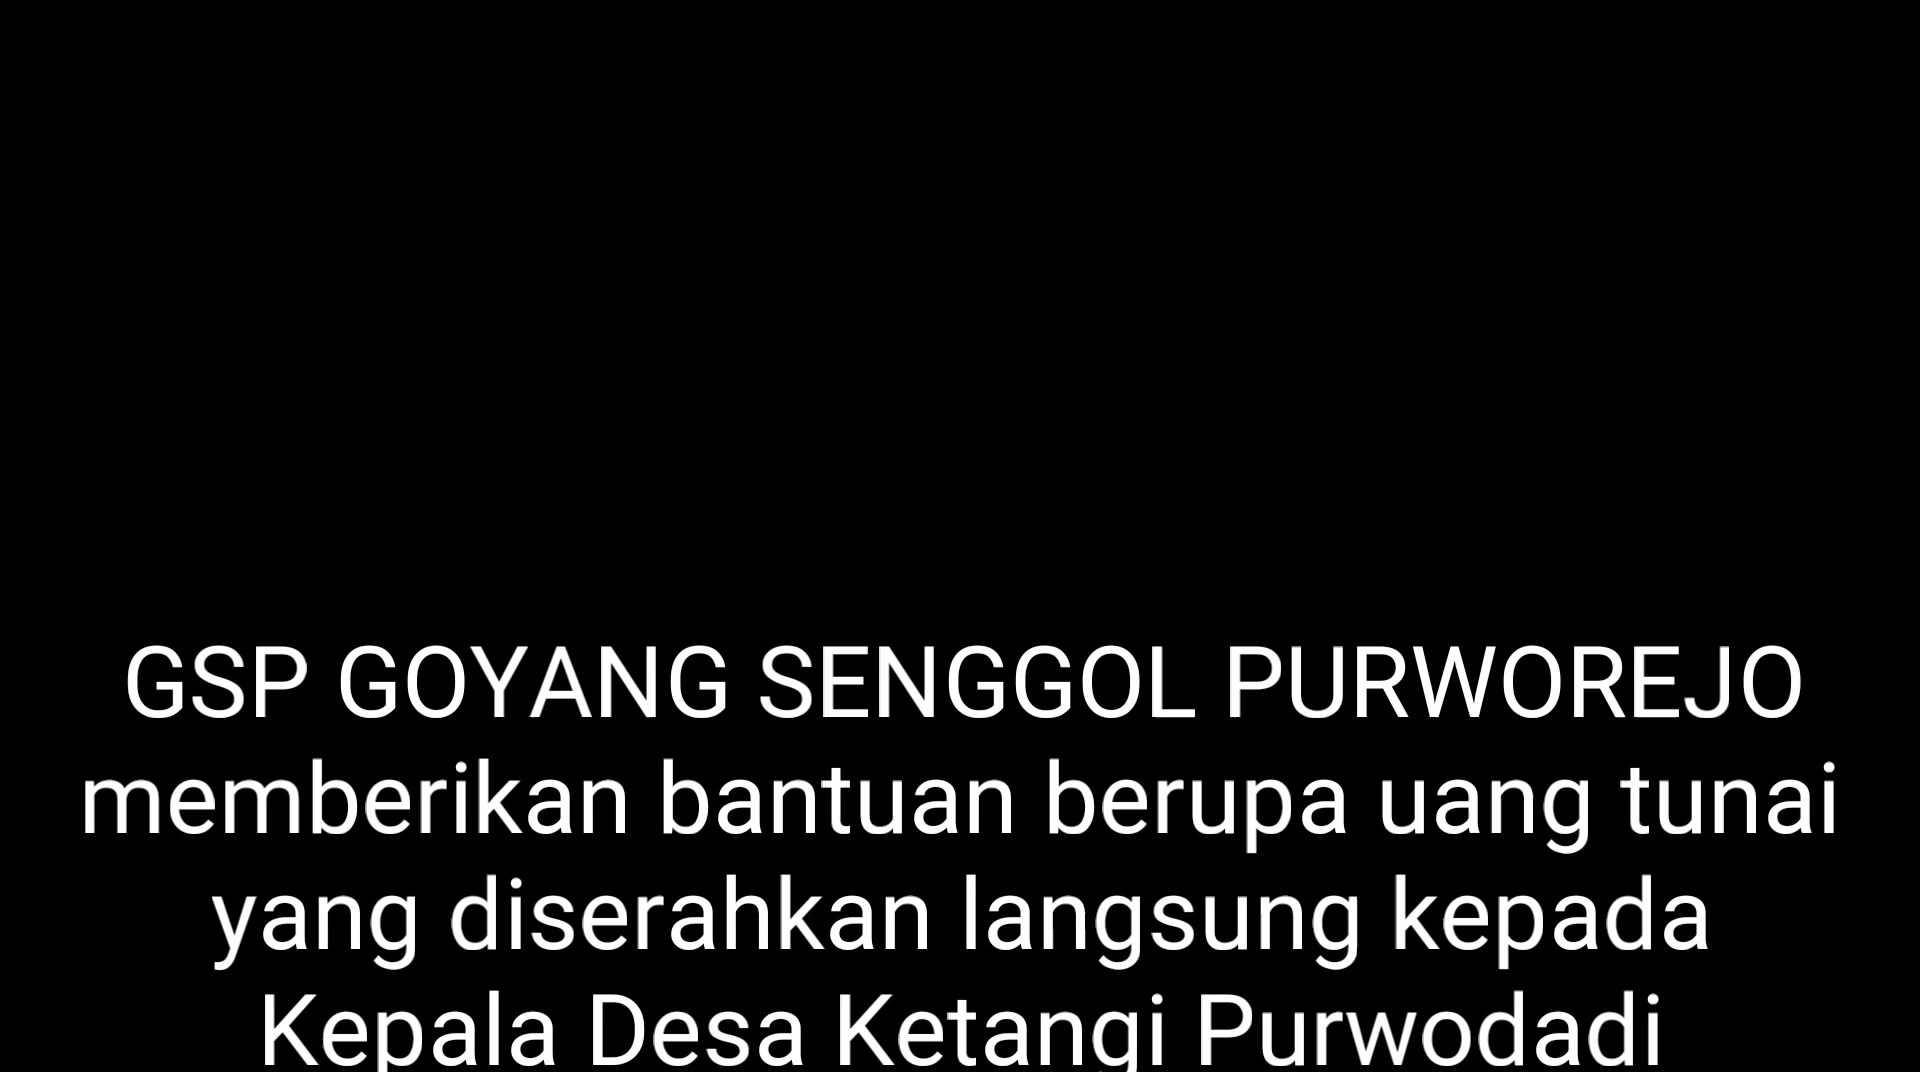 GSP GOYANG SENGGOL PURWOREJO
memberikan bantuan berupa uang tunai
yang diserahkan langsung kepada
Kepala Desa Ketangi Purwodadi